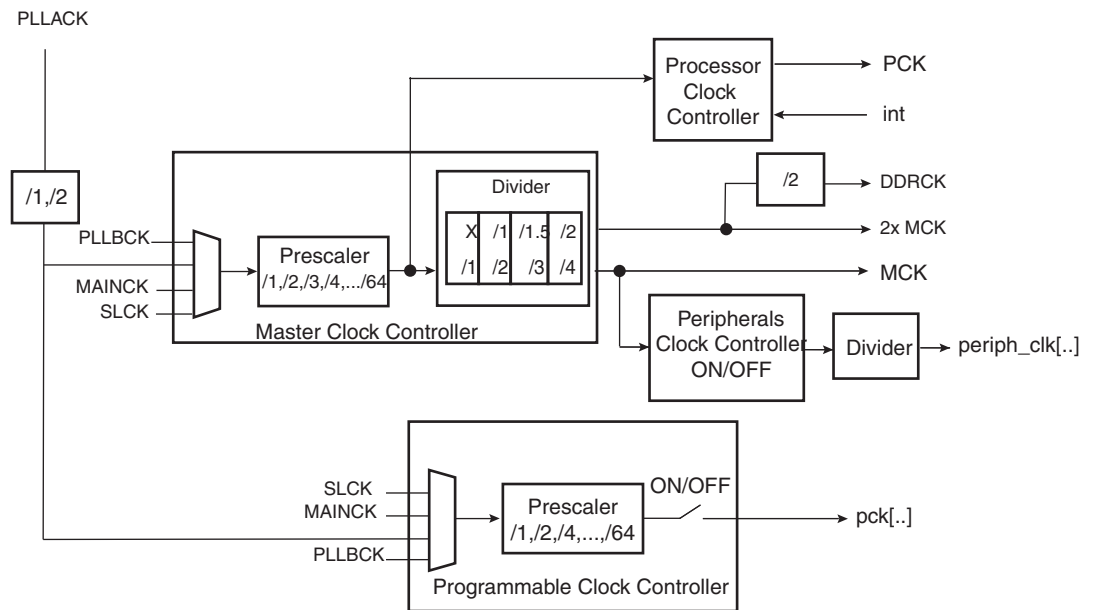 PLLACK
Processor
Clock
Controller
PCK
int
/1,/2
Divider
X /1 /1.5 /2
/1 /2 /3 /4
/2
DDRCK
2x MCK
MCK
PLLBCK
MAINCK
SLCK
Prescaler
/1,/2,/3,/4,.../64
Master Clock Controller
Peripherals
Clock Controller
ON/OFF
Divider
periph_clk[..]
SLCK
MAINCK
PLLBCK
Prescaler
/1,/2,/4,...,/64
ON/OFF
pck[..]
Programmable Clock Controller